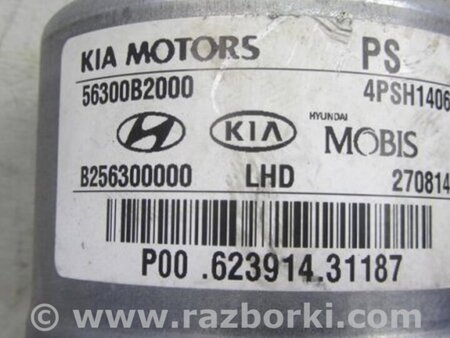 KIA MOTORS PS
56300B2000 4PSH1406
KIA HYUNDAI MOBIS
B256300000 LHD 270814
P00 .623914.31187
© www.razborki.com